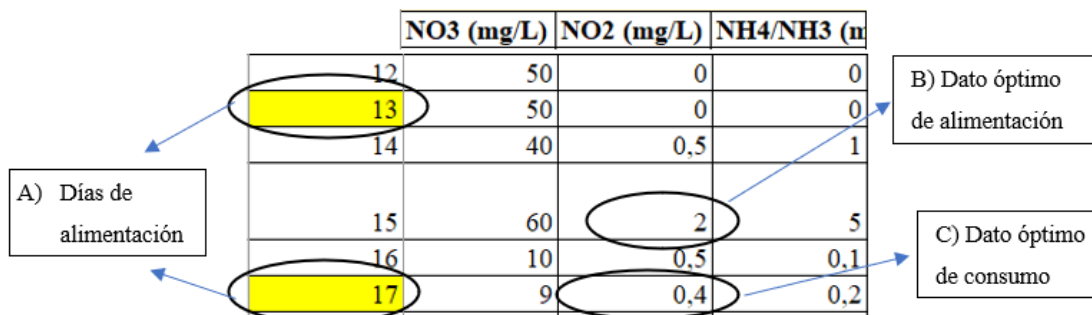 NO3 (mg/L) NO2 (mg/L) NH4/NH3 (m
12 50 0 0
13 50 0 0
14 40 0,5 1
15 60 2 5
16 10 0,5 0,1
17 9 0,4 0,2
A) Días de
alimentación
B) Dato óptimo
de alimentación
C) Dato óptimo
de consumo